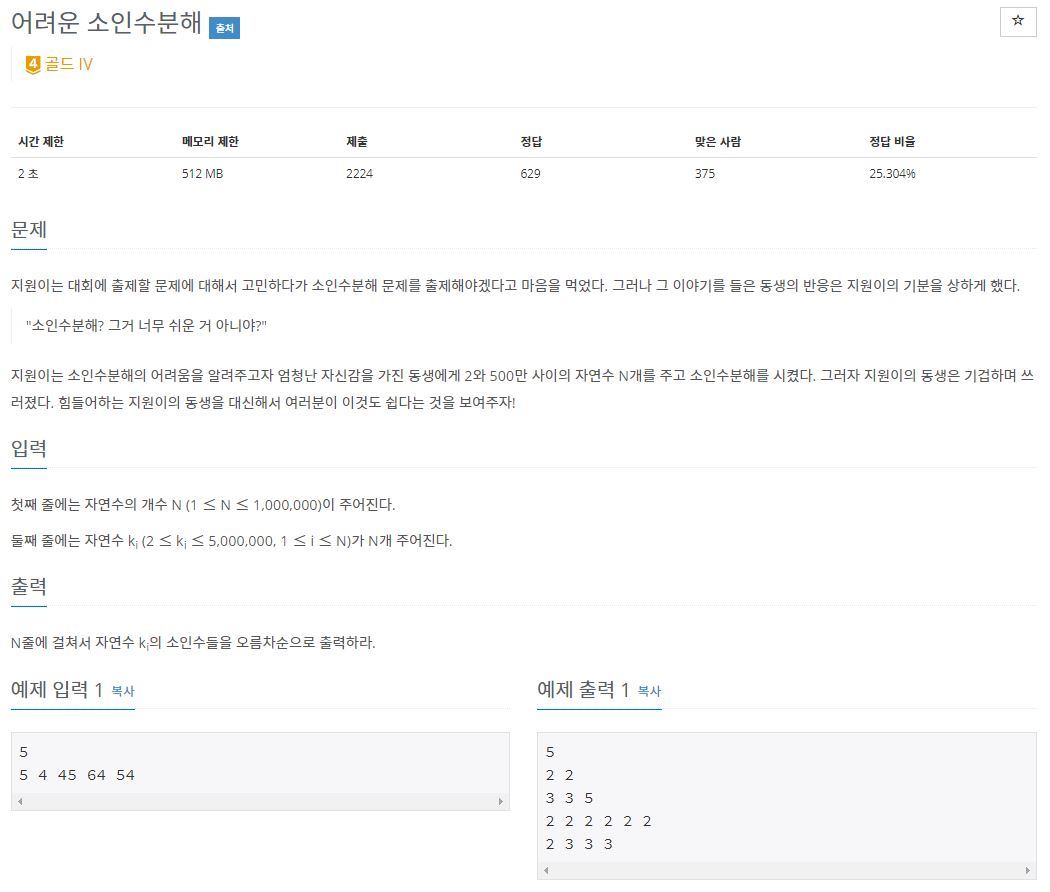 어려운 소인수분해 출처
☆
4 골드 IV
시간 제한 메모리 제한 제출 정답 맞은 사람 정답 비율
2 초 512 MB 2224 629 375 25.304%
문제
지원이는 대회에 출제할 문제에 대해서 고민하다가 소인수분해 문제를 출제해야겠다고 마음을 먹었다. 그러나 그 이야기를 들은 동생의 반응은 지원이의 기분을 상하게 했다.
"소인수분해? 그거 너무 쉬운 거 아니야?"
지원이는 소인수분해의 어려움을 알려주고자 엄청난 자신감을 가진 동생에게 2와 500만 사이의 자연수 N개를 주고 소인수분해를 시켰다. 그러자 지원이의 동생은 기겁하며 쓰
러졌다. 힘들어하는 지원이의 동생을 대신해서 여러분이 이것도 쉽다는 것을 보여주자!
입력
첫째 줄에는 자연수의 개수 N (1 ≤ N ≤ 1,000,000)이 주어진다.
둘째 줄에는 자연수 ki (2 ≤ ki ≤ 5,000,000, 1 ≤ i ≤ N)가 N개 주어진다.
출력
N줄에 걸쳐서 자연수 ki의 소인수들을 오름차순으로 출력하라.
예제 입력 1 복사
5
5 4 45 64 54
예제 출력 1 복사
5
2 2
3 3 5
2 2 2 2 2 2
2 3 3 3